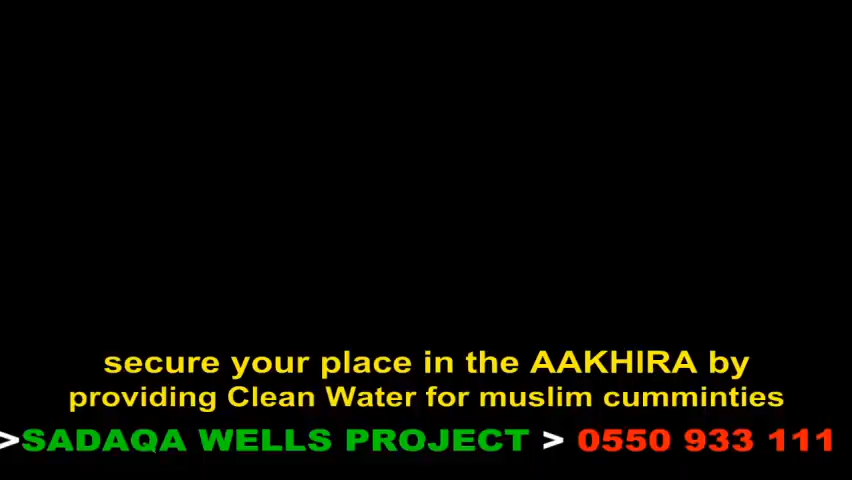 secure your place in the AAKHIRA by
providing Clean Water for muslim cumminties
>SADAQA WELLS PROJECT > 0550 933 111